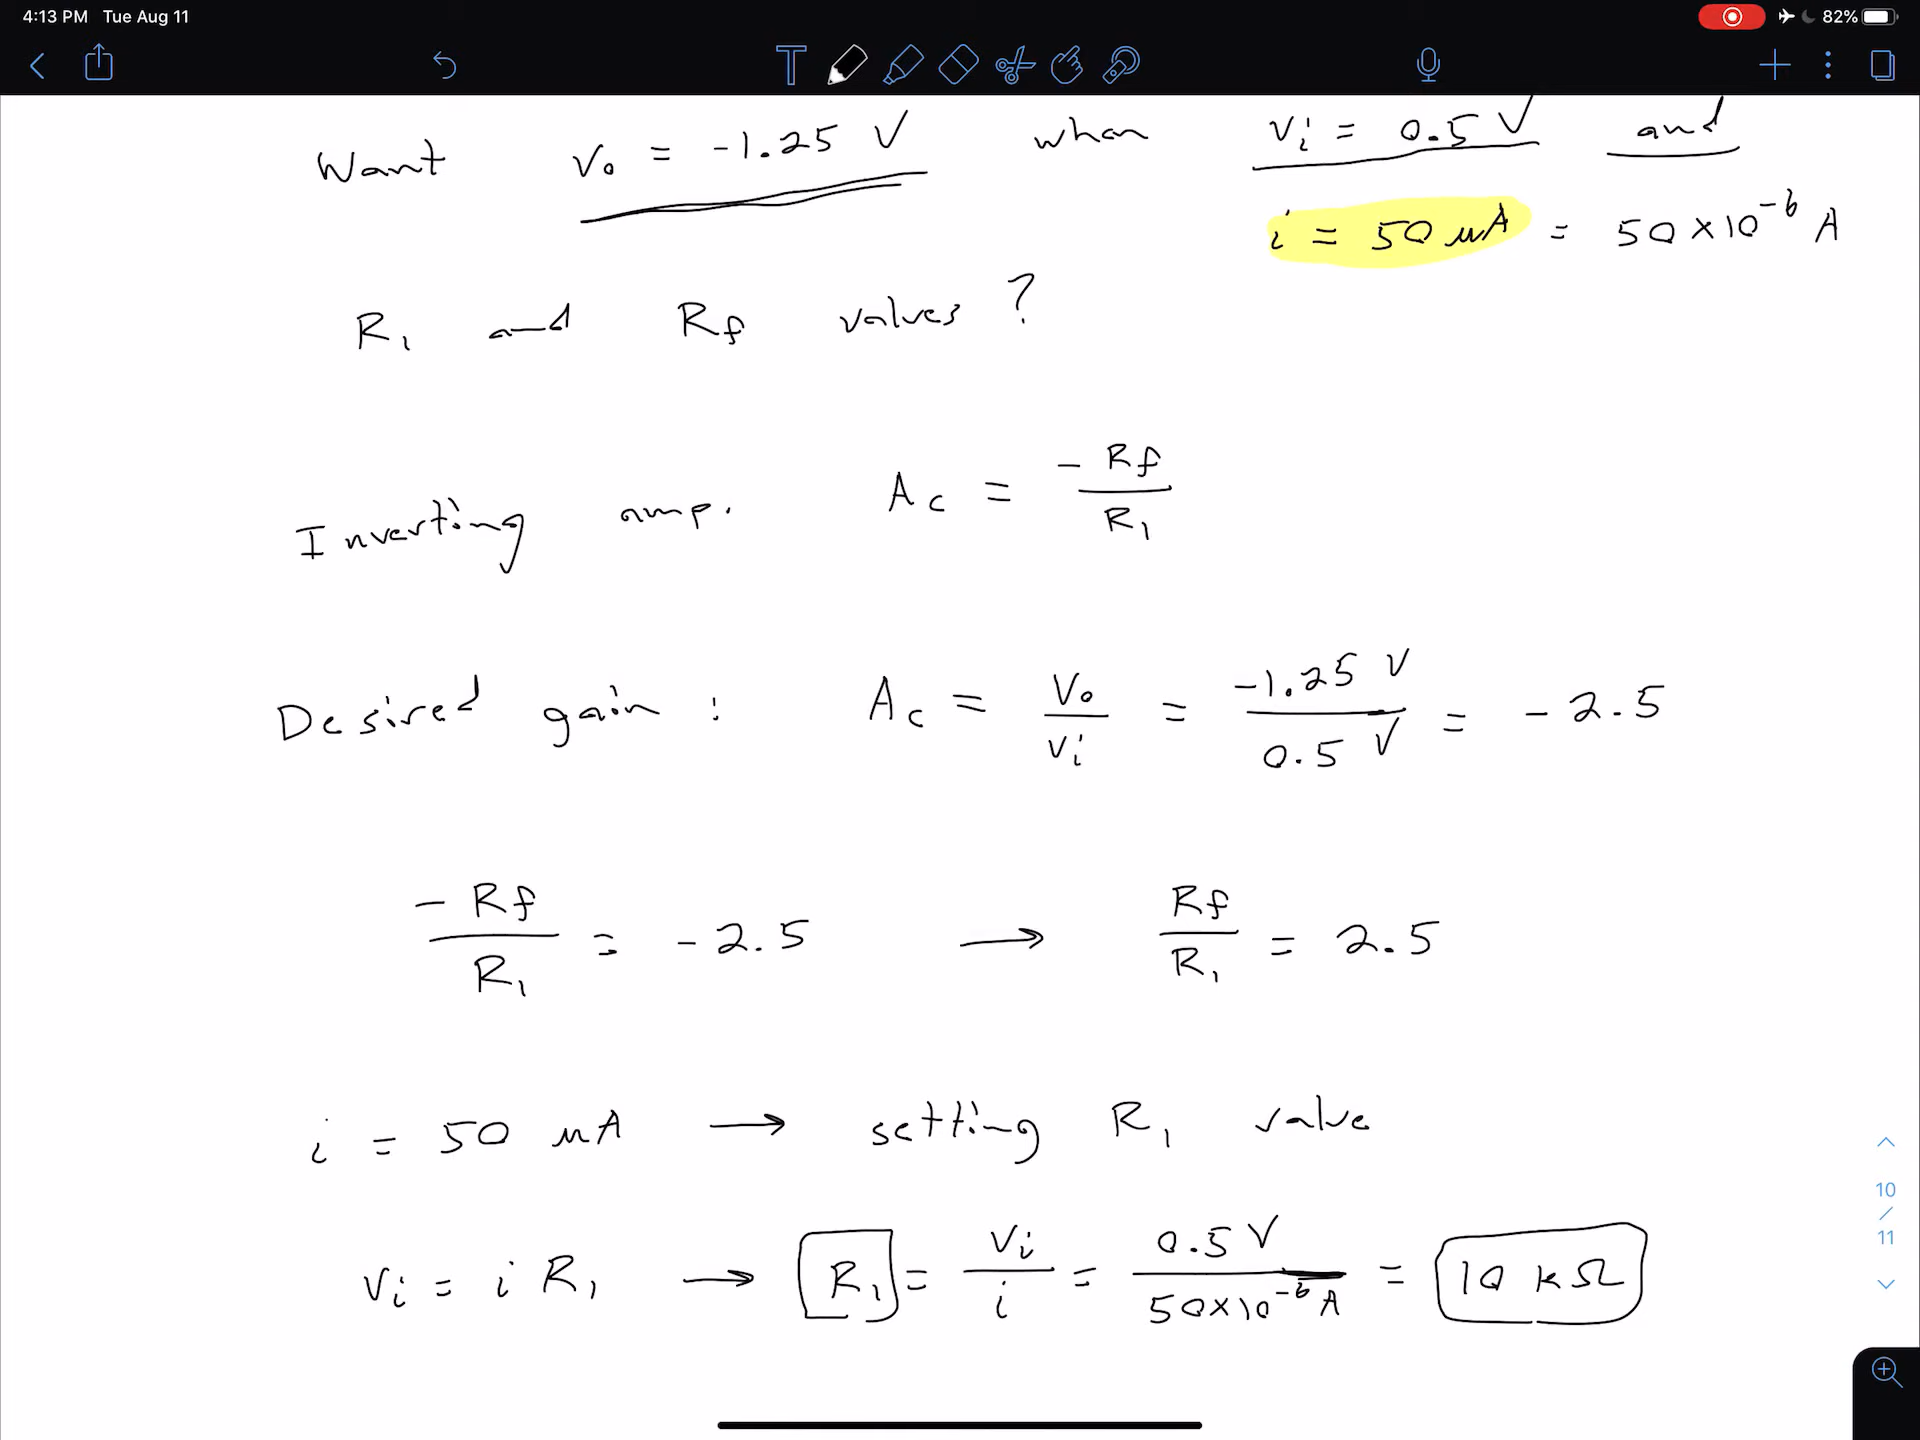 4:13 PM Tue Aug 11 82%
Want vo = -1.25 V when vi = 0.5 V and
i = 50 μA = 50×10⁻⁶ A
R₁ and Rf values?
Inverting amp. Ac = -Rf/R₁
Desired gain: Ac = Vo/Vi = -1.25 V/0.5 V = -2.5
-Rf/R₁ = -2.5 → Rf/R₁ = 2.5
i = 50 μA → setting R₁ value
Vi = i R₁ → R₁ = Vi/i = 0.5 V/50×10⁻⁶ A = 10 kΩ
10
/
11